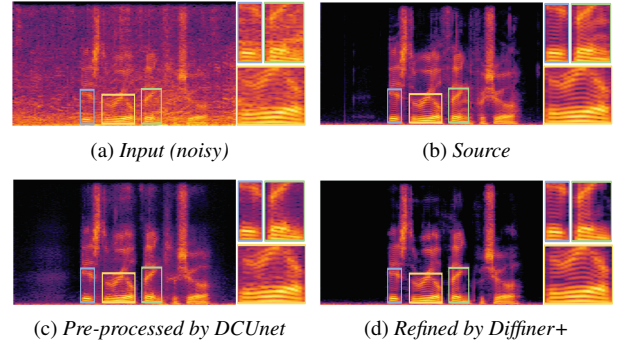 (a) Input (noisy)
(b) Source
(c) Pre-processed by DCUnet
(d) Refined by Diffiner+